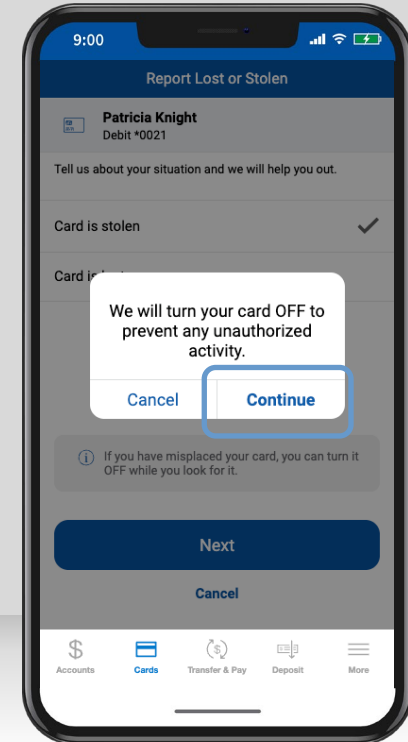 9:00
Report Lost or Stolen
Patricia Knight
Debit *0021
Tell us about your situation and we will help you out.
Card is stolen
Card is
We will turn your card OFF to
prevent any unauthorized
activity.
Cancel
Continue
If you have misplaced your card, you can turn it
OFF while you look for it.
Next
Cancel
Accounts
Cards
Transfer & Pay
Deposit
More